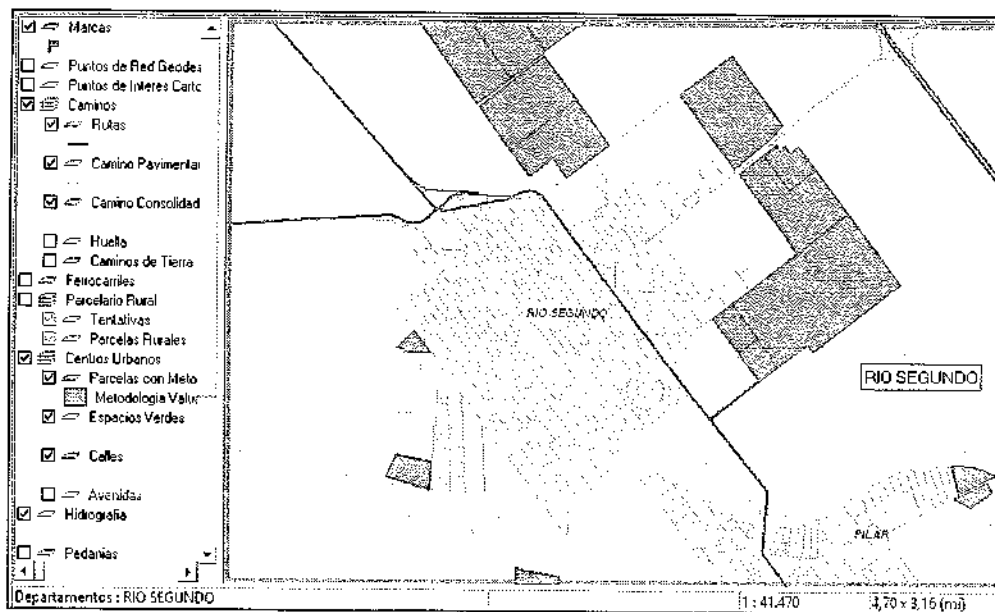 Marcas
Puntos de Red Geodes
Puntos de Interes Carto
Caminos
Rutas
Camino Pavimentar
Camino Consolidad
Huella
Caminos de Tierra
Ferrocarriles
Parcelario Rural
Tentativas
Parcelas Rurales
Centros Urbanos
Parcelas con Meto
Metodologia Valu
Espacios Verdes
Calles
Avenidas
Hidrografia
Pedanias
RIO SEGUNDO
RIO SEGUNDO
PILAR
Departamentos : RIO SEGUNDO
1 : 41.470
4,70 x 3,16 (mi)